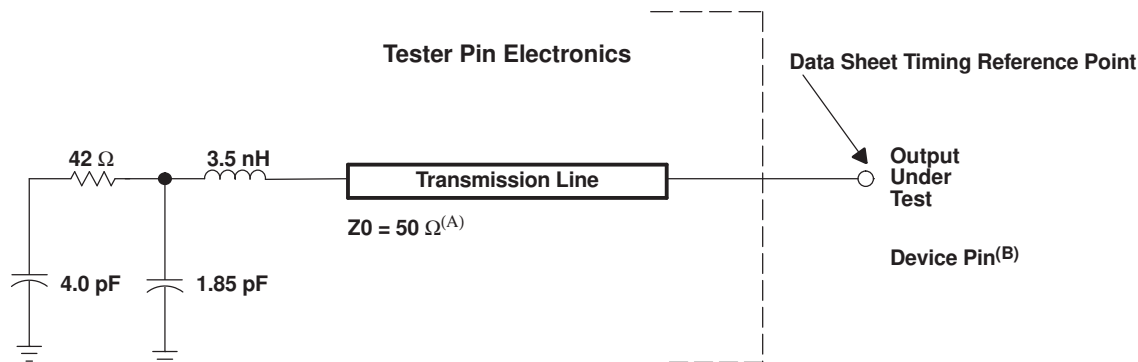 Tester Pin Electronics
Data Sheet Timing Reference Point
42 Ω
3.5 nH
Transmission Line
Output
Under
Test
Z0 = 50 Ω(A)
Device Pin(B)
4.0 pF
1.85 pF